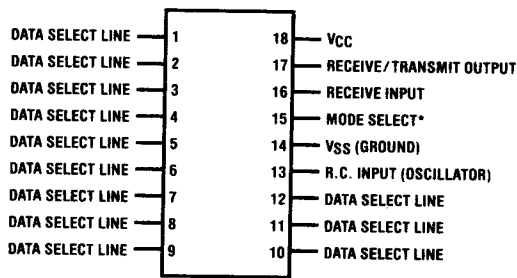 DATA SELECT LINE 1 18 VCC
DATA SELECT LINE 2 17 RECEIVE/TRANSMIT OUTPUT
DATA SELECT LINE 3 16 RECEIVE INPUT
DATA SELECT LINE 4 15 MODE SELECT*
DATA SELECT LINE 5 14 VSS (GROUND)
DATA SELECT LINE 6 13 R.C. INPUT (OSCILLATOR)
DATA SELECT LINE 7 12 DATA SELECT LINE
DATA SELECT LINE 8 11 DATA SELECT LINE
DATA SELECT LINE 9 10 DATA SELECT LINE